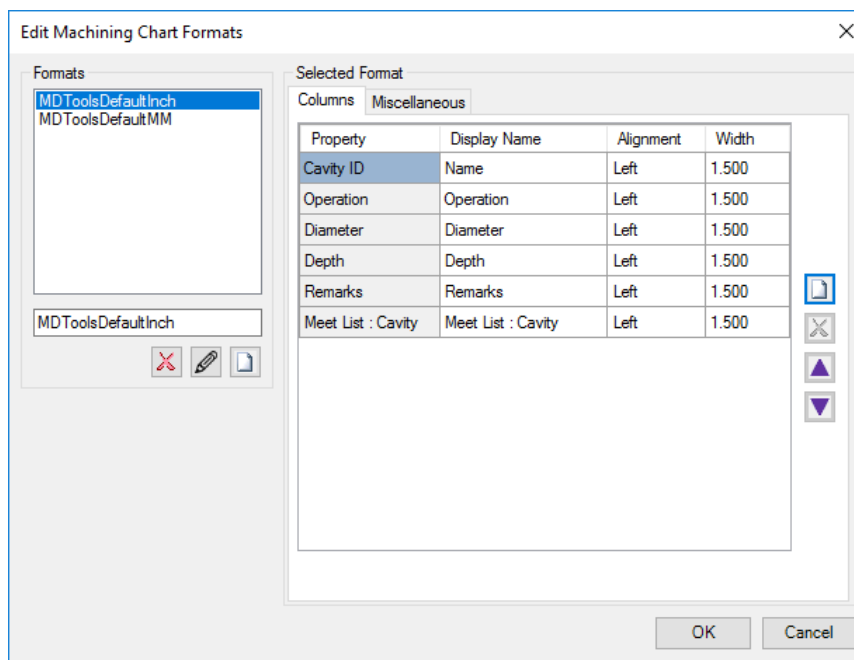 Edit Machining Chart Formats
Formats
MDToolsDefaultInch
MDToolsDefaultMM
MDToolsDefaultInch
Selected Format
Columns Miscellaneous
Property Display Name Alignment Width
Cavity ID Name Left 1.500
Operation Operation Left 1.500
Diameter Diameter Left 1.500
Depth Depth Left 1.500
Remarks Remarks Left 1.500
Meet List : Cavity Meet List : Cavity Left 1.500
OK Cancel